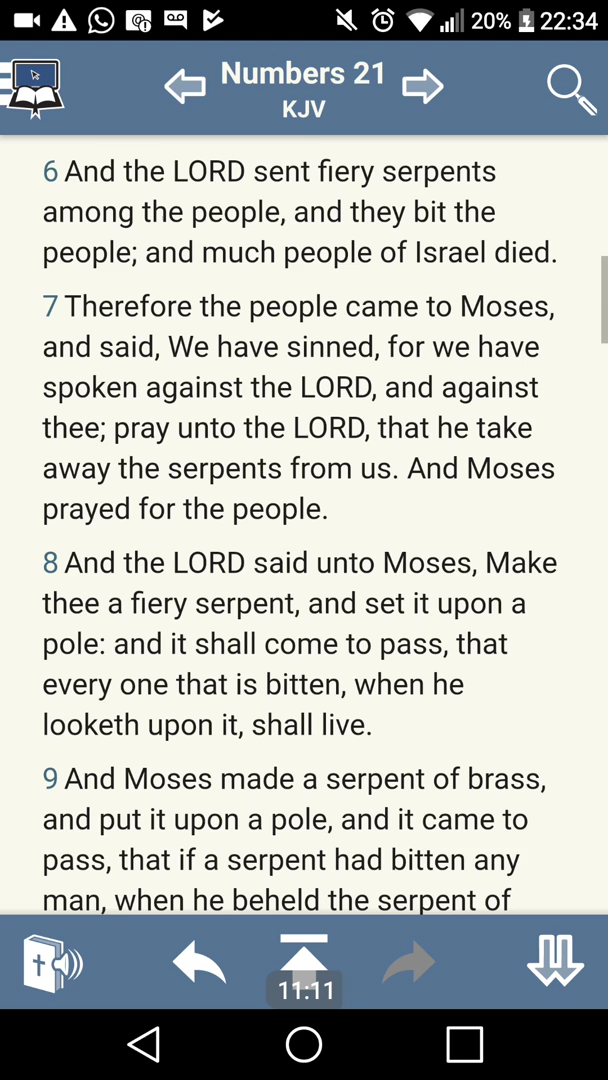 20% 22:34
Numbers 21
KJV
6 And the LORD sent fiery serpents
among the people, and they bit the
people; and much people of Israel died.
7 Therefore the people came to Moses,
and said, We have sinned, for we have
spoken against the LORD, and against
thee; pray unto the LORD, that he take
away the serpents from us. And Moses
prayed for the people.
8 And the LORD said unto Moses, Make
thee a fiery serpent, and set it upon a
pole: and it shall come to pass, that
every one that is bitten, when he
looketh upon it, shall live.
9 And Moses made a serpent of brass,
and put it upon a pole, and it came to
pass, that if a serpent had bitten any
man, when he beheld the serpent of
11:11